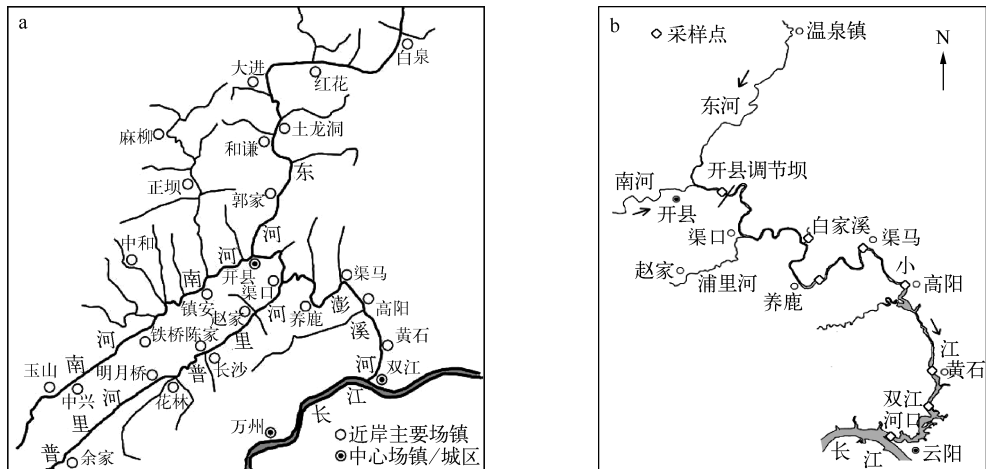 a
白泉
大进
红花
麻柳
土龙洞
和谦
东
正坝
郭家
河
中和
河
开县
渠马
南
渠口
镇安
赵家
河
养鹿
澎
高阳
河
铁桥
陈家
里
溪
黄石
玉山
南
明月桥
普
长沙
河
双江
中兴
河
花林
江
里
长
万州
普
余家
近岸主要场镇
中心场镇/城区
b
采样点
温泉镇
N
东河
南河
开县调节坝
开县
渠口
白家溪
渠马
赵家
浦里河
养鹿
小
高阳
江
黄石
双江
河口
长
江
云阳